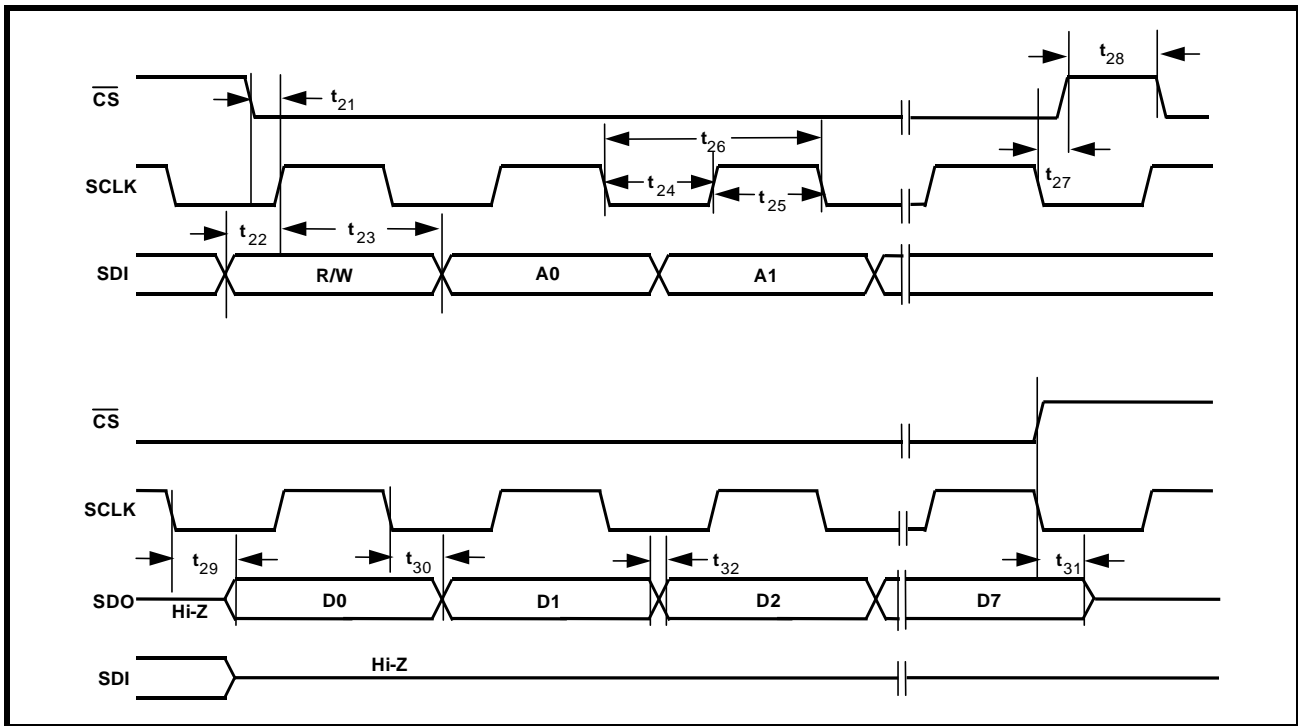 CS
t21
t28
SCLK
t26
t24
t25
t27
SDI
t22
t23
R/W
A0
A1
CS
SCLK
t29
t30
t32
t31
SDO
Hi-Z
D0
D1
D2
D7
SDI
Hi-Z